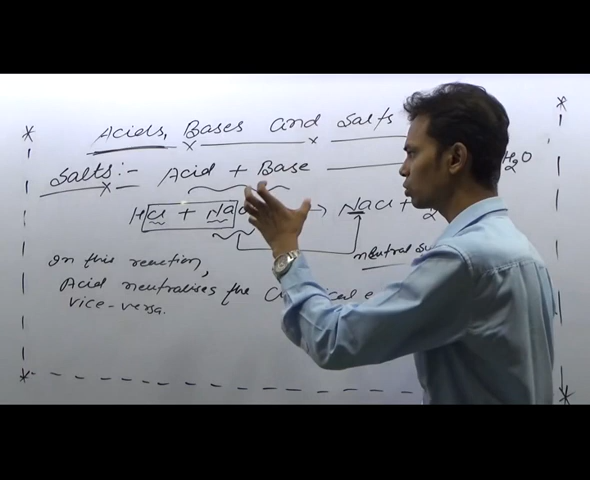 Acids, Bases and Salts
Salts:- Acid + Base H2O
HCl + Na → NaCl +
neutral
In this reaction,
Acid neutralises the
Vice-versa.